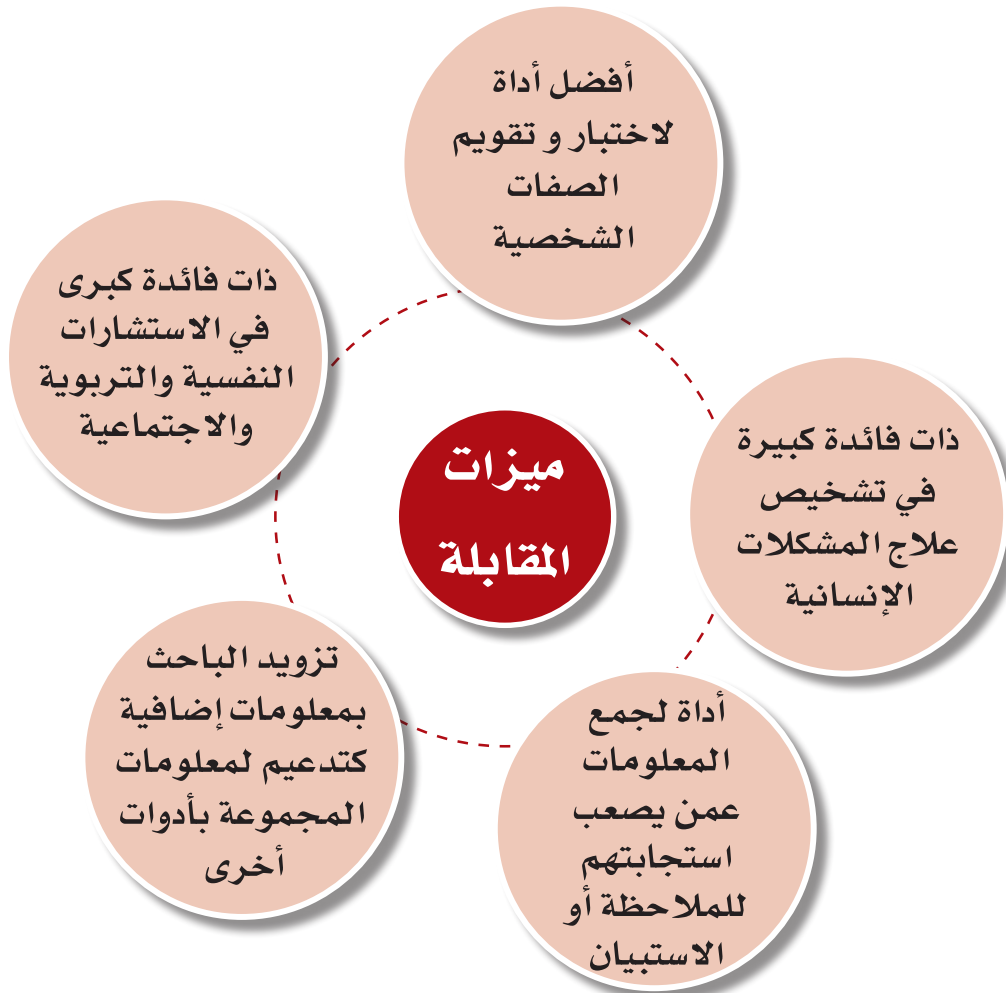 ميزات
المقابلة
أفضل أداة
لاختبار و تقويم
الصفات
الشخصية
ذات فائدة كبيرة
في تشخيص
علاج المشكلات
الإنسانية
أداة لجمع
المعلومات
عمن يصعب
استجابتهم
للملاحظة أو
الاستبيان
تزويد الباحث
بمعلومات إضافية
كتدعيم لمعلومات
المجموعة بأدوات
أخرى
ذات فائدة كبرى
في الاستشارات
النفسية والتربوية
والاجتماعية